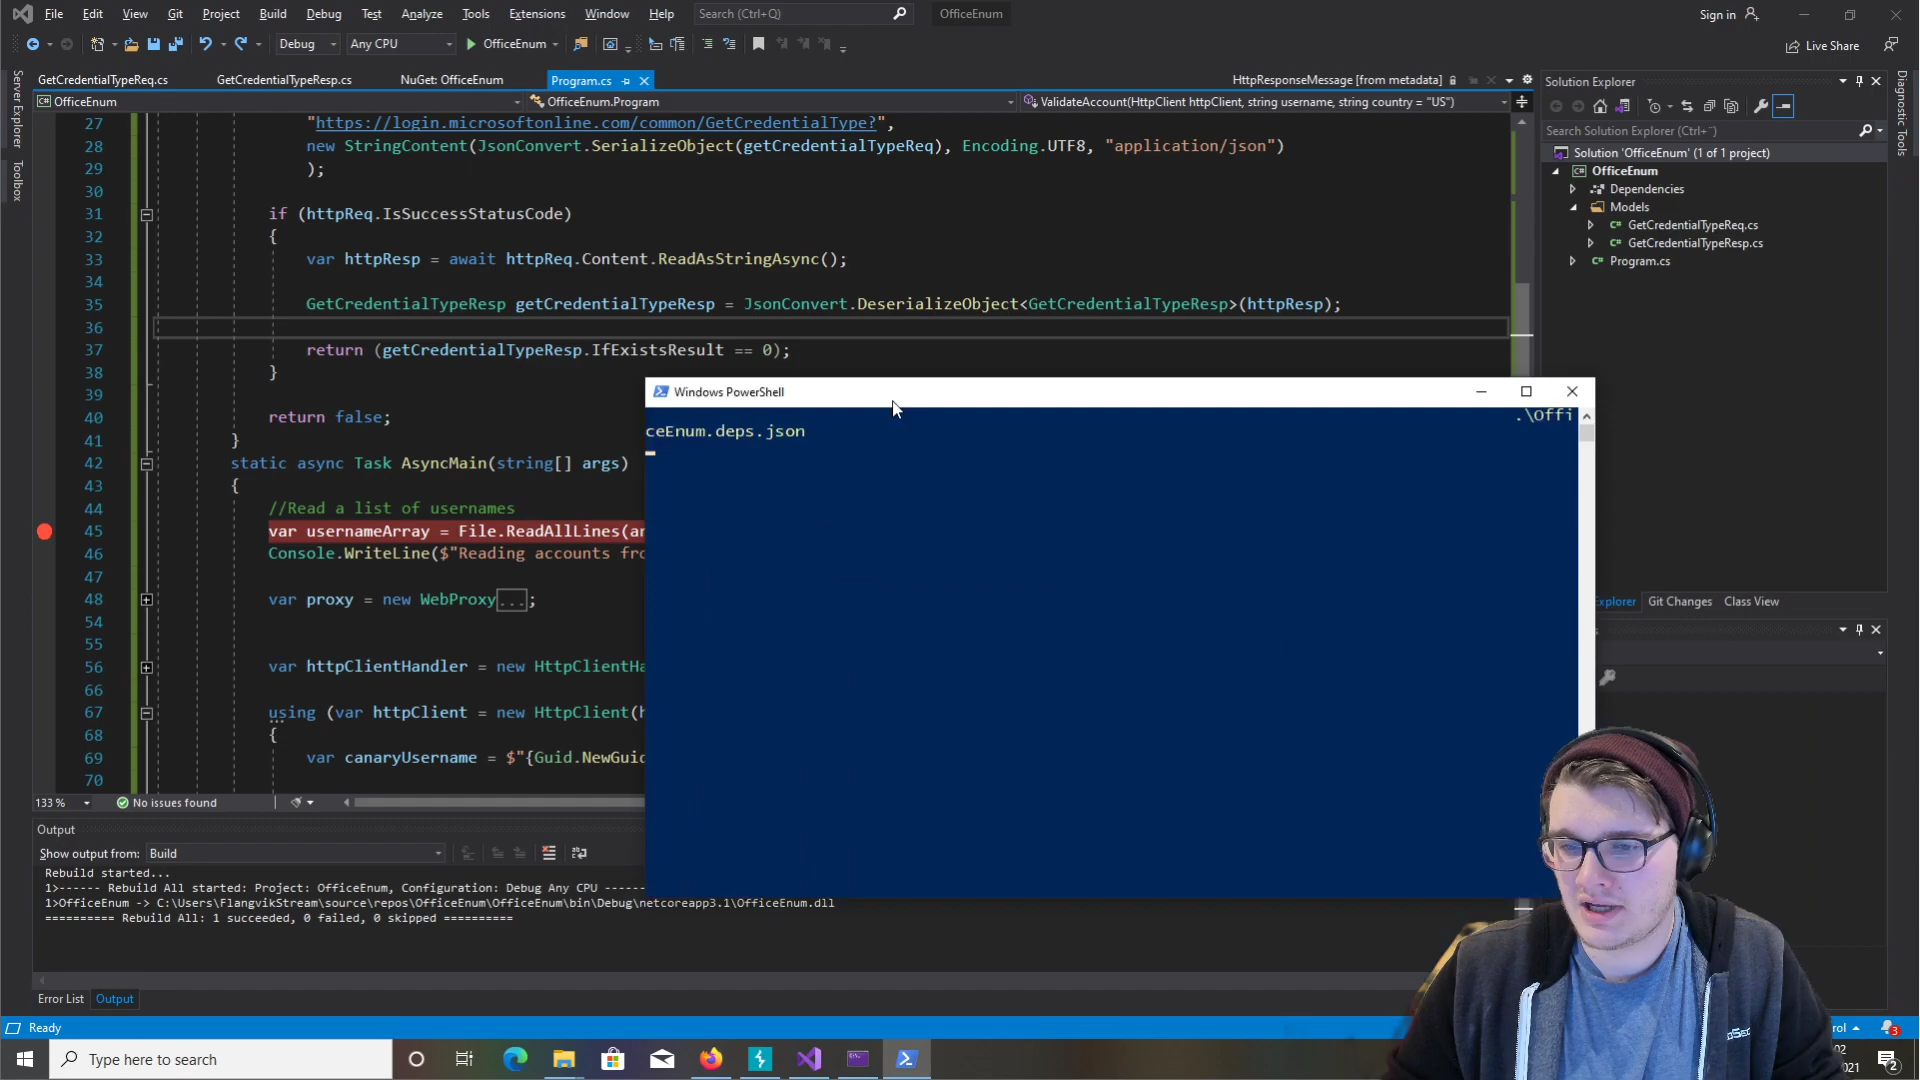 File Edit View Git Project Build Debug Test Analyze Tools Extensions Window Help Search (Ctrl+Q) OfficeEnum Sign in
Debug Any CPU OfficeEnum Live Share
GetCredentialTypeReq.cs GetCredentialTypeResp.cs NuGet: OfficeEnum Program.cs HttpResponseMessage [from metadata]
OfficeEnum OfficeEnum.Program ValidateAccount(HttpClient httpClient, string username, string country = "US")
Server Explorer
Toolbox
27 "https://login.microsoftonline.com/common/GetCredentialType?",
28 new StringContent(JsonConvert.SerializeObject(getCredentialTypeReq), Encoding.UTF8, "application/json")
29 );
30
31 if (httpReq.IsSuccessStatusCode)
32 {
33 var httpResp = await httpReq.Content.ReadAsStringAsync();
34
35 GetCredentialTypeResp getCredentialTypeResp = JsonConvert.DeserializeObject<GetCredentialTypeResp>(httpResp);
36
37 return (getCredentialTypeResp.IfExistsResult == 0);
38 }
39
40 return false;
41 }
42 static async Task AsyncMain(string[] args)
43 {
44 //Read a list of usernames
45 var usernameArray = File.ReadAllLines(ar
46 Console.WriteLine($"Reading accounts fro
47
48 var proxy = new WebProxy...;
54
55
56 var httpClientHandler = new HttpClientHa
66
67 using (var httpClient = new HttpClient(h
68 {
69 var canaryUsername = $"{Guid.NewGuid
70
133 % No issues found
Windows PowerShell
.\Offi
ceEnum.deps.json
Solution Explorer
Search Solution Explorer (Ctrl+¨)
Solution 'OfficeEnum' (1 of 1 project)
OfficeEnum
Dependencies
Models
GetCredentialTypeReq.cs
GetCredentialTypeResp.cs
Program.cs
Explorer Git Changes Class View
Diagnostic Tools
Output
Show output from: Build
Rebuild started...
1>------ Rebuild All started: Project: OfficeEnum, Configuration: Debug Any CPU ------
1>OfficeEnum -> C:\Users\FlangvikStream\source\repos\OfficeEnum\OfficeEnum\bin\Debug\netcoreapp3.1\OfficeEnum.dll
========== Rebuild All: 1 succeeded, 0 failed, 0 skipped ==========
Error List Output
Ready
rol
3
Type here to search
02
2021
2